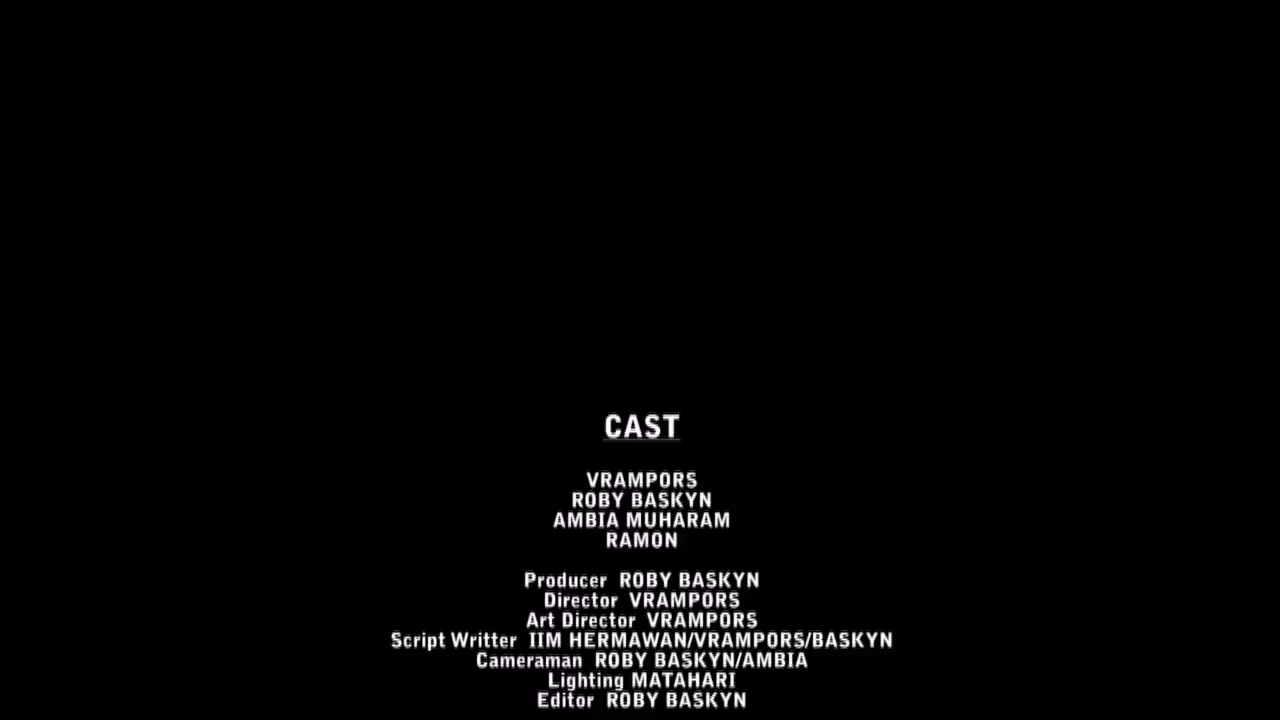 CAST
VRAMPORS
ROBY BASKYN
AMBIA MUHARAM
RAMON
Producer ROBY BASKYN
Director VRAMPORS
Art Director VRAMPORS
Script Writter IIM HERMAWAN/VRAMPORS/BASKYN
Cameraman ROBY BASKYN/AMBIA
Lighting MATAHARI
Editor ROBY BASKYN